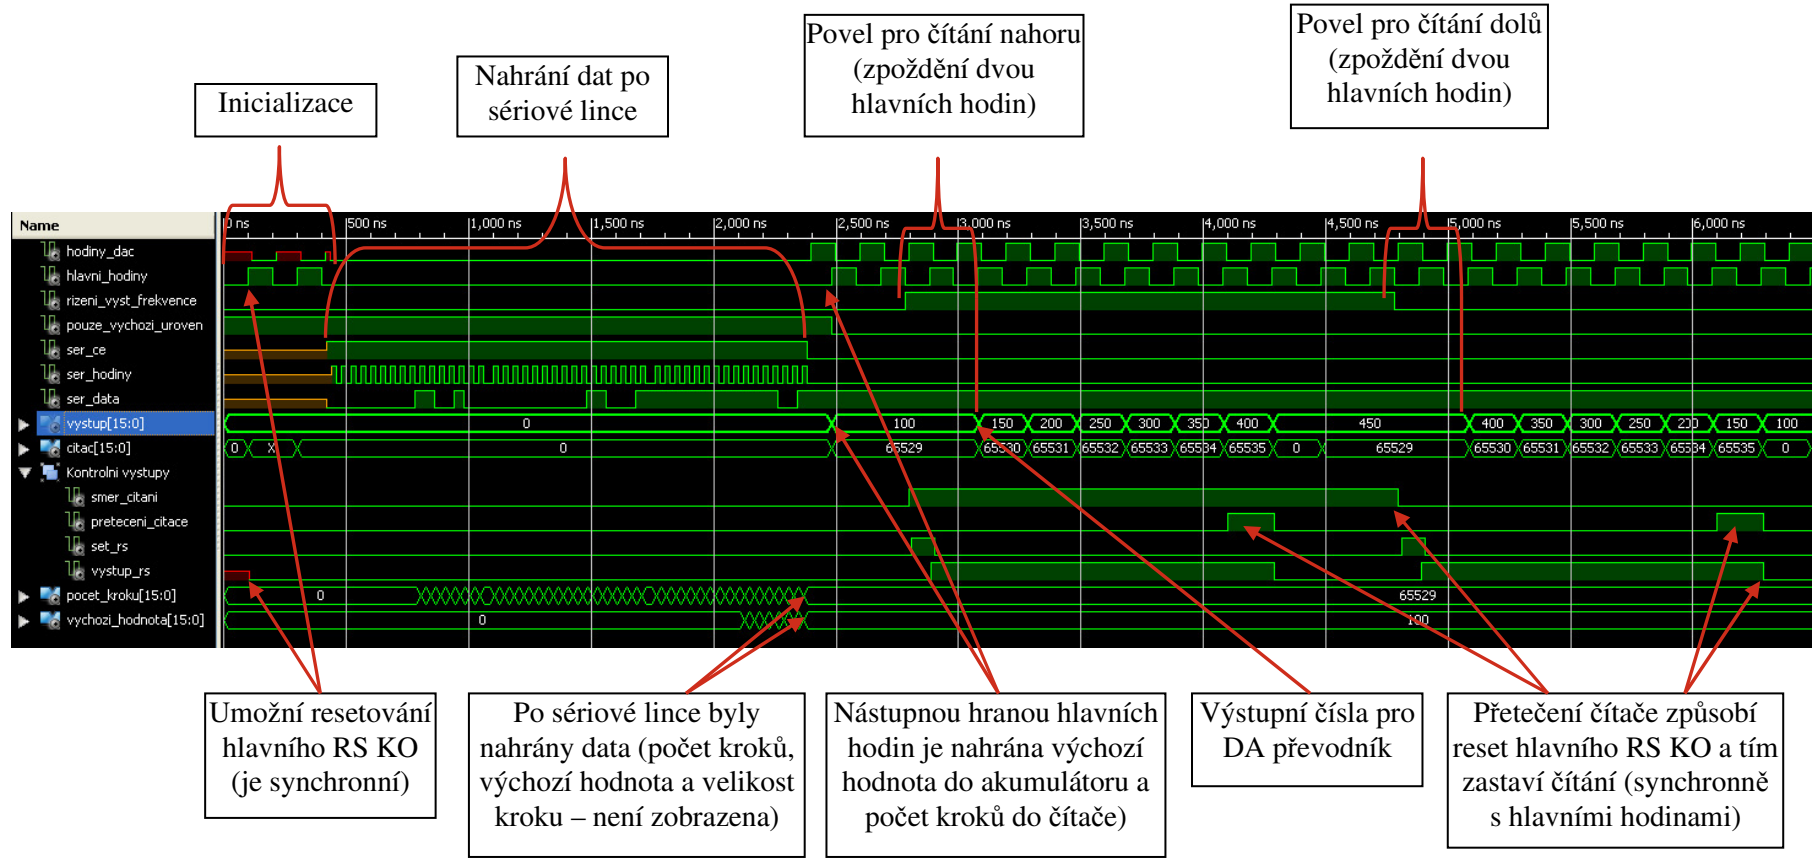 Inicializace
Nahrání dat po
sériové lince
Povel pro čítání nahoru
(zpoždění dvou
hlavních hodin)
Povel pro čítání dolů
(zpoždění dvou
hlavních hodin)
Name
0 ns 500 ns 1,000 ns 1,500 ns 2,000 ns 2,500 ns 3,000 ns 3,500 ns 4,000 ns 4,500 ns 5,000 ns 5,500 ns 6,000 ns
hodiny_dac
hlavni_hodiny
rizeni_vyst_frekvence
pouze_vychozi_uroven
ser_ce
ser_hodiny
ser_data
vystup[15:0] 0 100 150 200 250 300 350 400 450 400 350 300 250 200 150 100
citac[15:0] 0 X 0 65529 65530 65531 65532 65533 65534 65535 0 65529 65530 65531 65532 65533 65534 65535 0
Kontrolni vystupy
smer_citani
preteceni_citace
set_rs
vystup_rs
pocet_kroku[15:0] 0 65529
vychozi_hodnota[15:0] 0 100
Umožní resetování
hlavního RS KO
(je synchronní)
Po sériové lince byly
nahrány data (počet kroků,
výchozí hodnota a velikost
kroku – není zobrazena)
Nástupnou hranou hlavních
hodin je nahrána výchozí
hodnota do akumulátoru a
počet kroků do čítače)
Výstupní čísla pro
DA převodník
Přetečení čítače způsobí
reset hlavního RS KO a tím
zastaví čítání (synchronně
s hlavními hodinami)